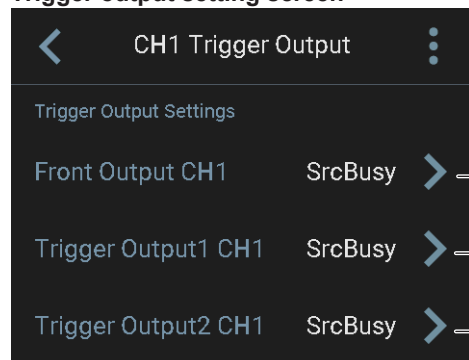 Trigger output setting screen
CH1 Trigger Output
Trigger Output Settings
Front Output CH1 SrcBusy
Trigger Output1 CH1 SrcBusy
Trigger Output2 CH1 SrcBusy